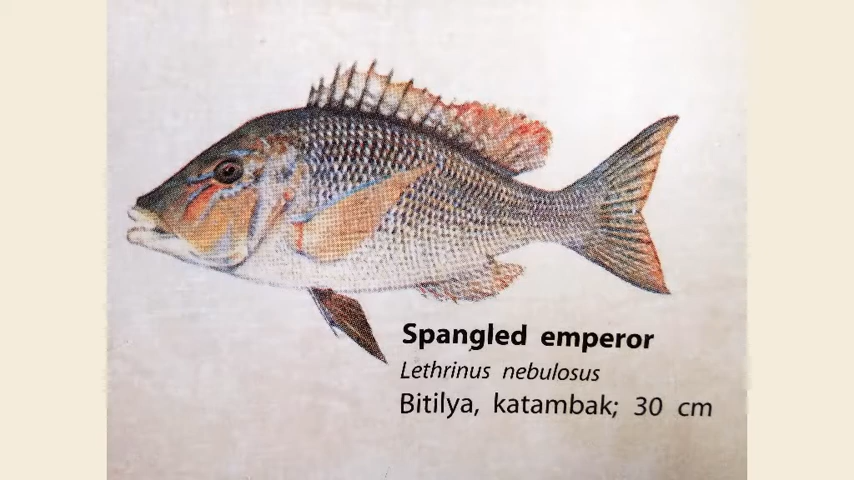 Spangled emperor
Lethrinus nebulosus
Bitilya, katambak; 30 cm